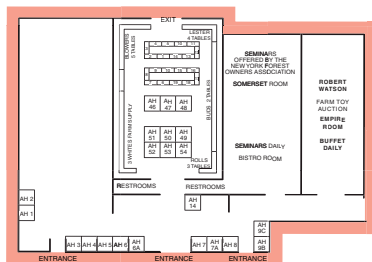 EXIT
LESTER
4 TABLES
BLOWERS
5 TABLES
BUDS 2 TABLES
3 WHITES FARM SUPPLY
AH 46
AH 47
AH 48
AH 51
AH 50
AH 49
AH 52
AH 53
AH 54
ROLLS
3 TABLES
RESTROOMS
RESTROOMS
SEMINARS
OFFERED BY THE
NEW YORK FOREST
OWNERS ASSOCIATION
SOMERSET ROOM
SEMINARS DAILY
BISTRO ROOM
ROBERT
WATSON
FARM TOY
AUCTION
EMPIRE
ROOM
BUFFET
DAILY
AH 2
AH 1
AH 14
AH 3
AH 4
AH 5
AH 6
AH 6A
AH 7
AH 7A
AH 8
AH 9C
AH 9B
ENTRANCE
ENTRANCE
ENTRANCE